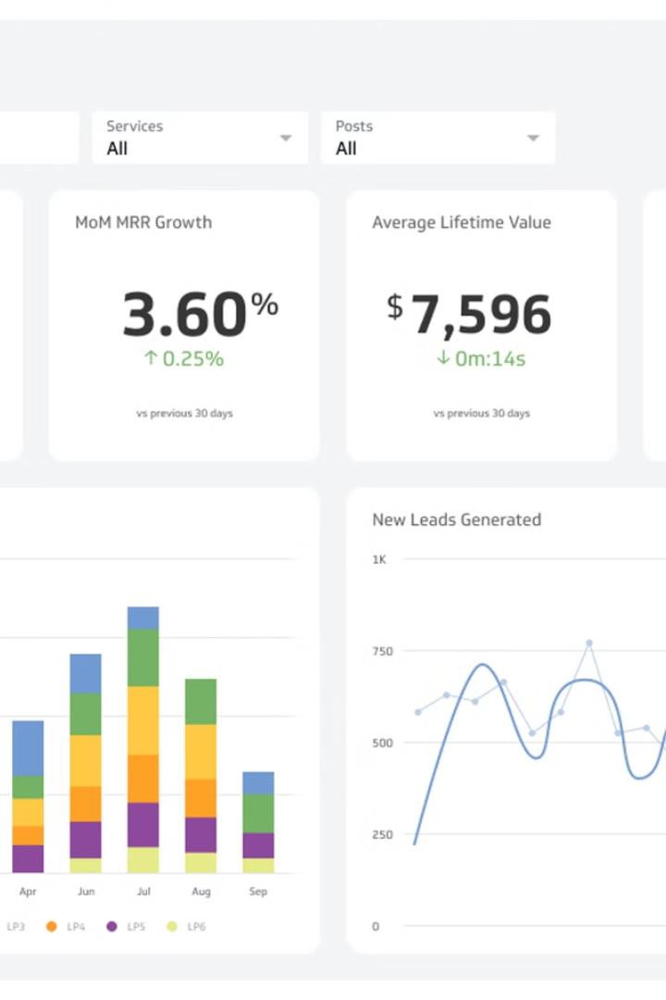 Services
All
Posts
All
MoM MRR Growth
3.60%
↑ 0.25%
vs previous 30 days
Average Lifetime Value
$7,596
↓ 0m:14s
vs previous 30 days
Apr Jun Jul Aug Sep
LP3 LP4 LP5 LP6
New Leads Generated
1K
750
500
250
0